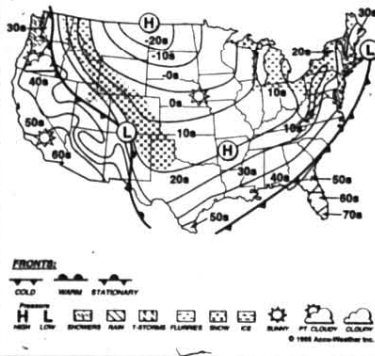 30s
H
-20s
-10s
-0s
0s
10s
30s
20s
L
10s
10s
40s
50s
60s
L
H
20s
30s
40s
50s
50s
60s
70s
FRONTS:
COLD WARM STATIONARY
Pressure
H L
HIGH LOW SHOWERS RAIN T-STORMS FLURRIES SNOW ICE SUNNY PT CLOUDY CLOUDY
Accu-Weather Inc.